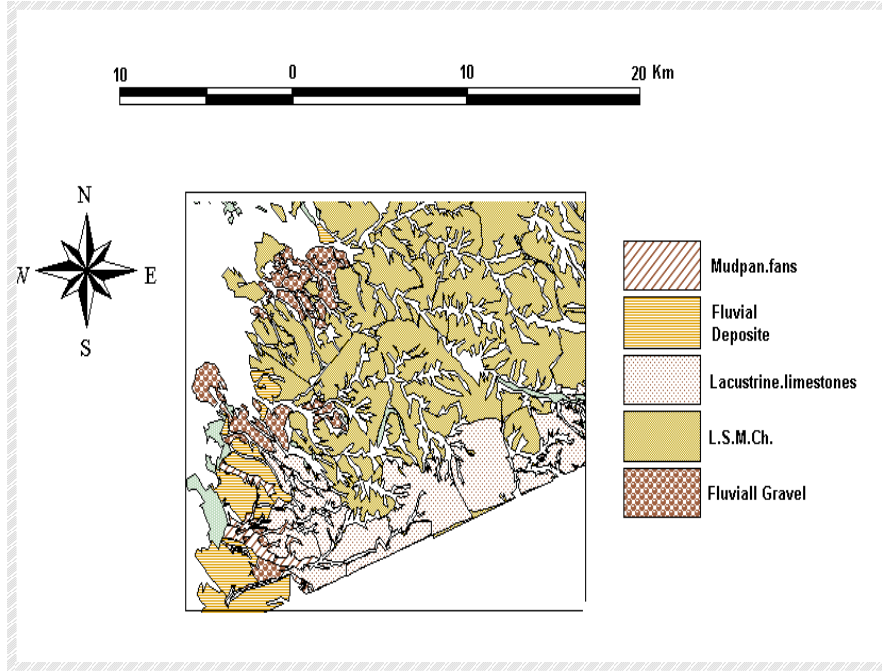 10 0 10 20 Km
N
W E
S
Mudpan.fans
Fluvial
Deposite
Lacustrine.limestones
L.S.M.Ch.
Fluviall Gravel